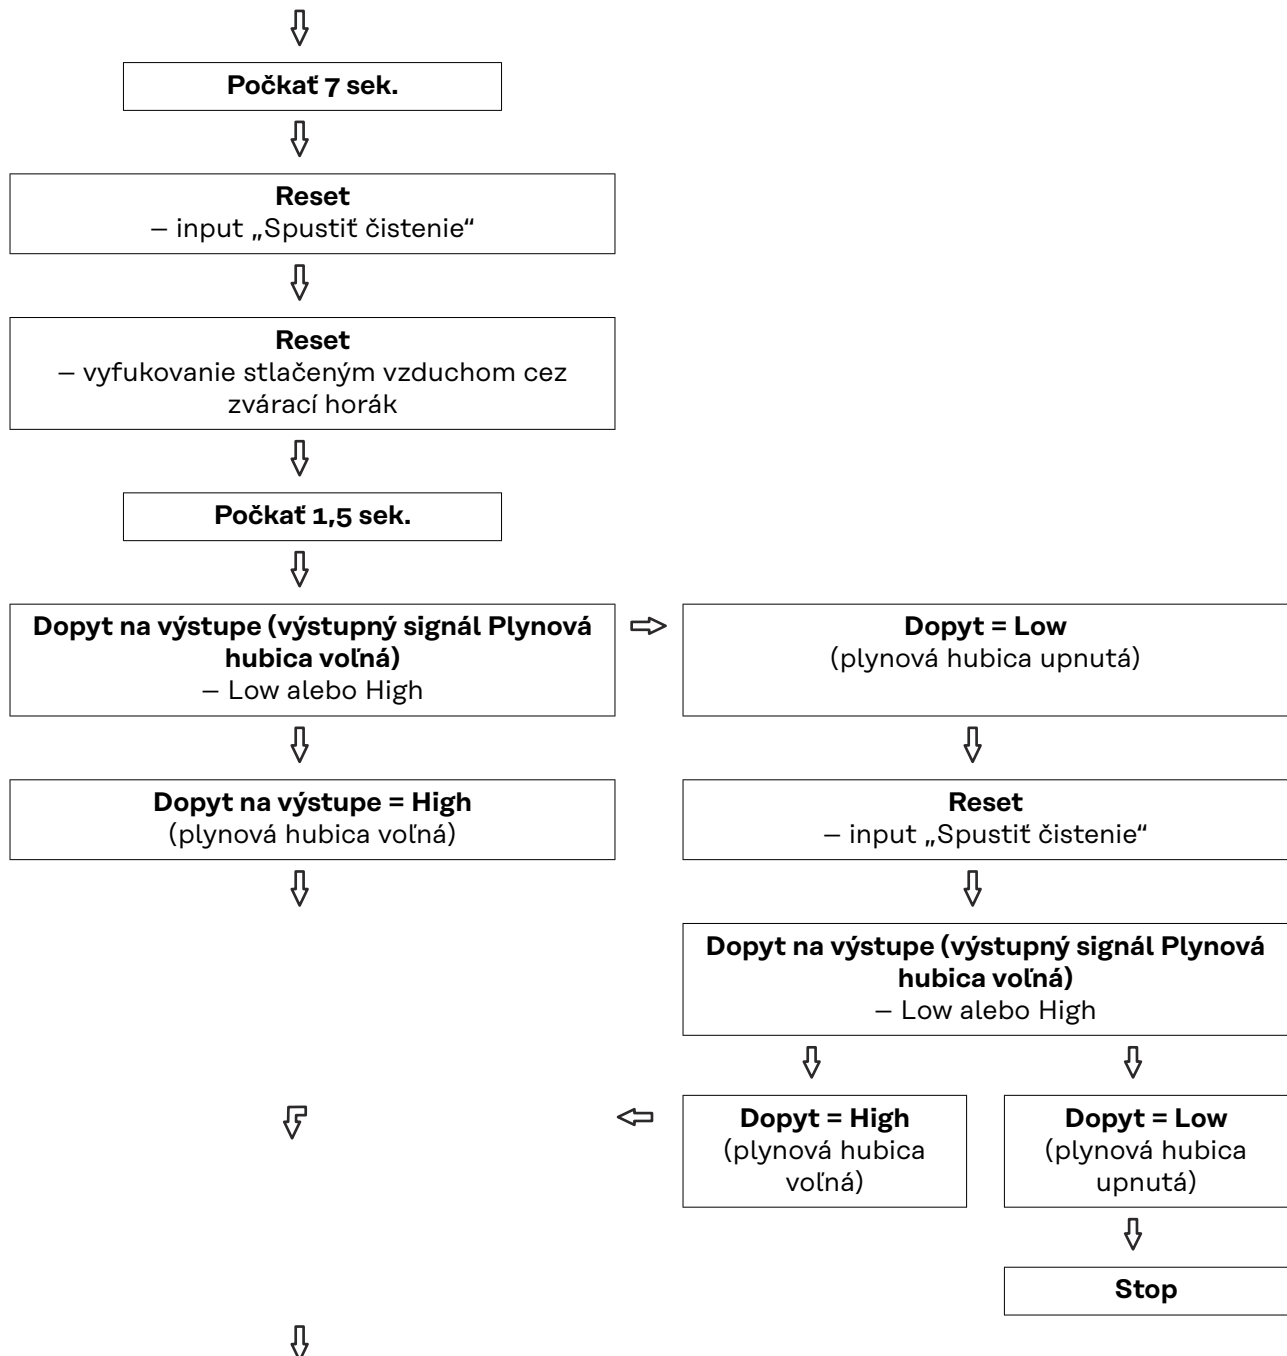 Počkať 7 sek.
Reset
– input „Spustiť čistenie“
Reset
– vyfukovanie stlačeným vzduchom cez
zvárací horák
Počkať 1,5 sek.
Dopyt na výstupe (výstupný signál Plynová
hubica voľná)
– Low alebo High
Dopyt = Low
(plynová hubica upnutá)
Dopyt na výstupe = High
(plynová hubica voľná)
Reset
– input „Spustiť čistenie“
Dopyt na výstupe (výstupný signál Plynová
hubica voľná)
– Low alebo High
Dopyt = High
(plynová hubica
voľná)
Dopyt = Low
(plynová hubica
upnutá)
Stop